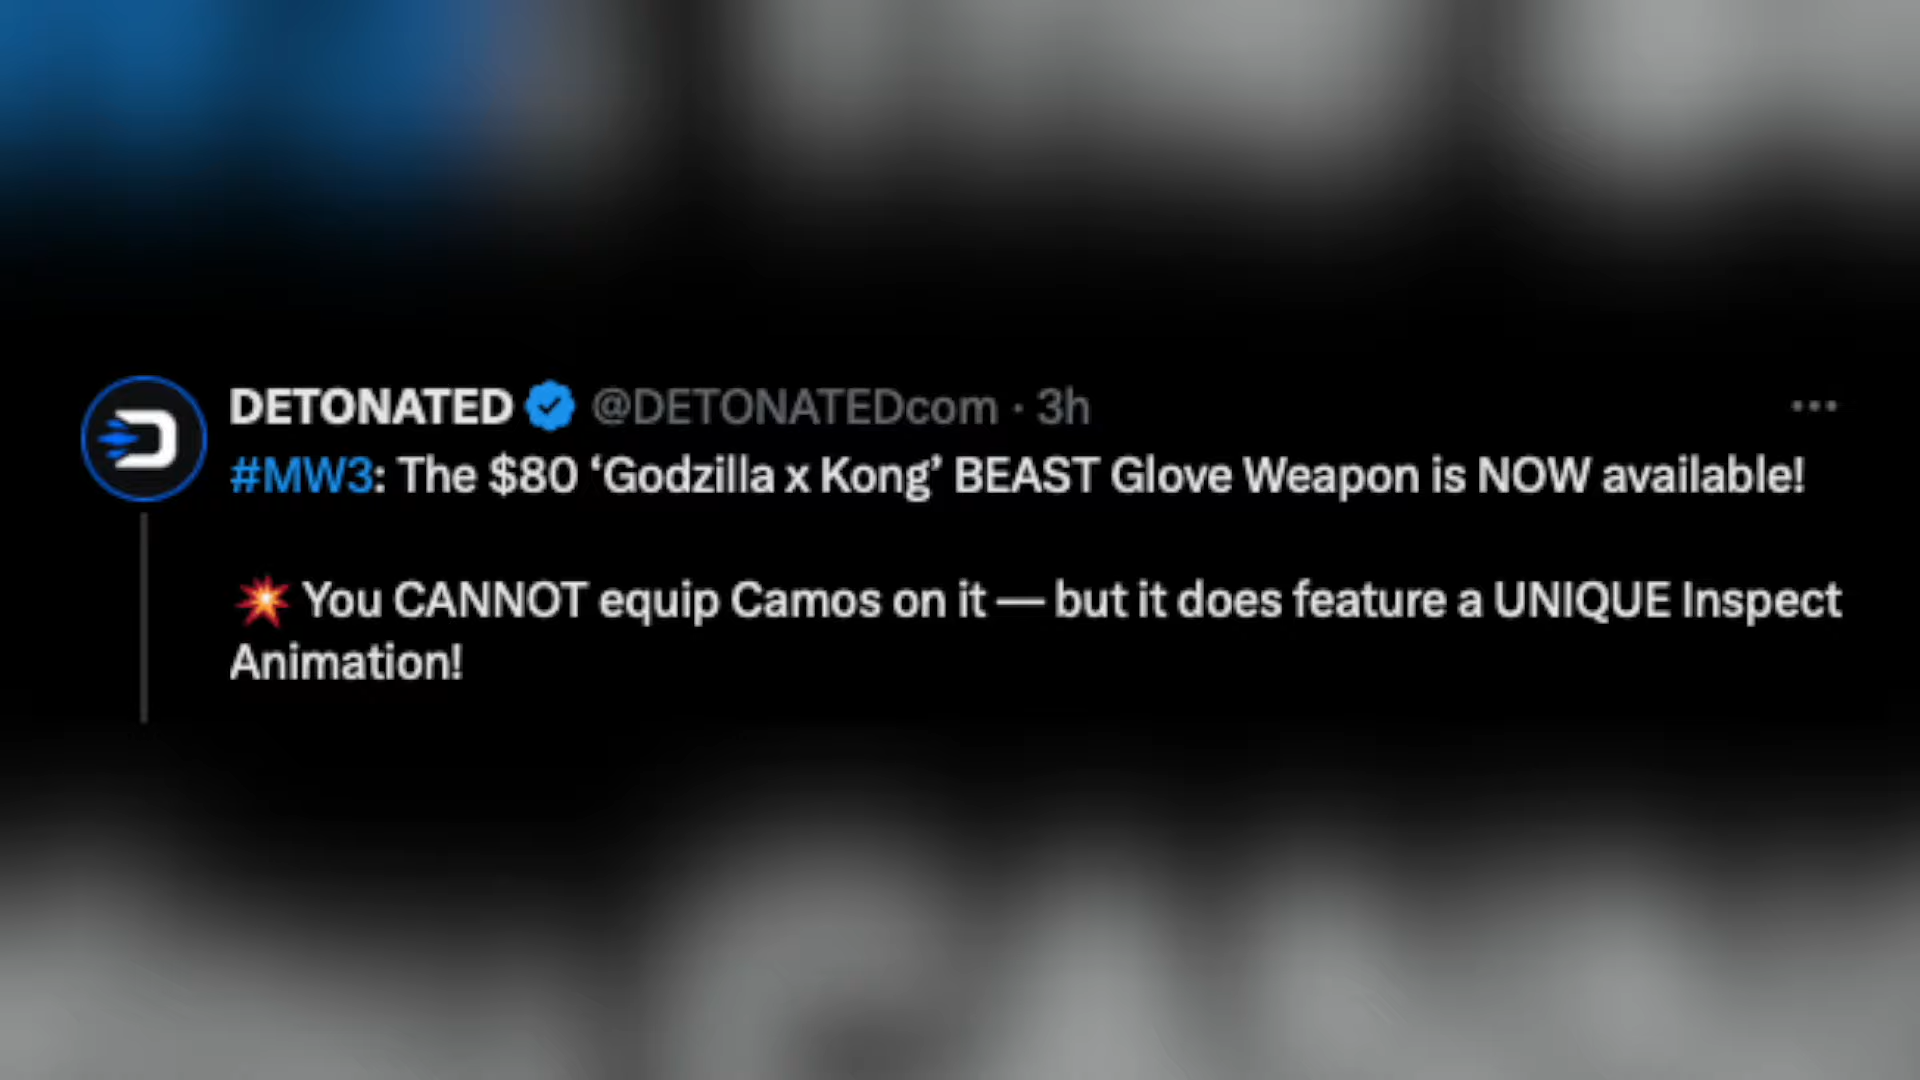 DETONATED @DETONATEDcom · 3h
#MW3: The $80 ‘Godzilla x Kong’ BEAST Glove Weapon is NOW available!
💥 You CANNOT equip Camos on it — but it does feature a UNIQUE Inspect
Animation!